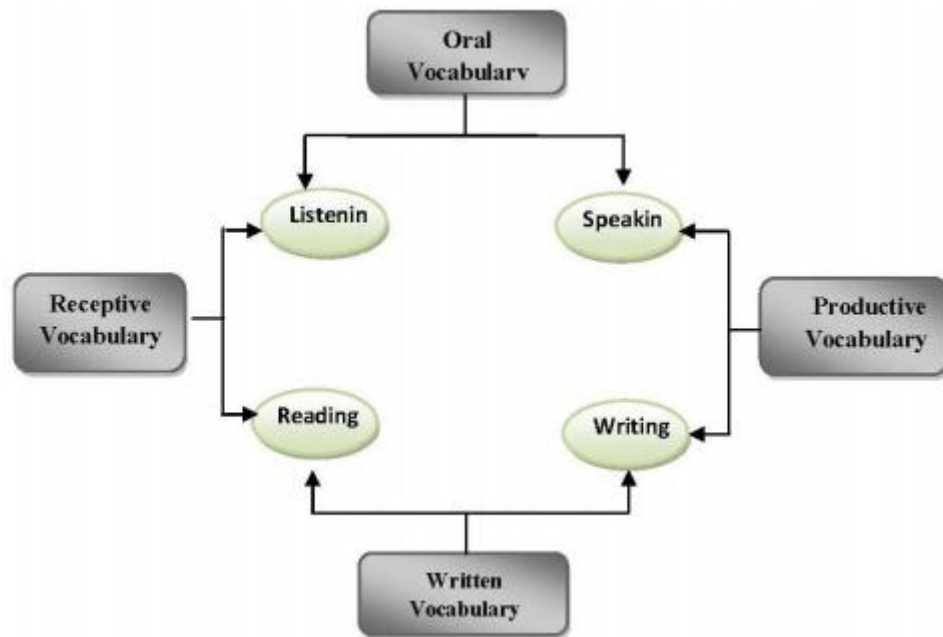 Oral
Vocabulary
Listenin
Speakin
Receptive
Vocabulary
Productive
Vocabulary
Reading
Writing
Written
Vocabulary